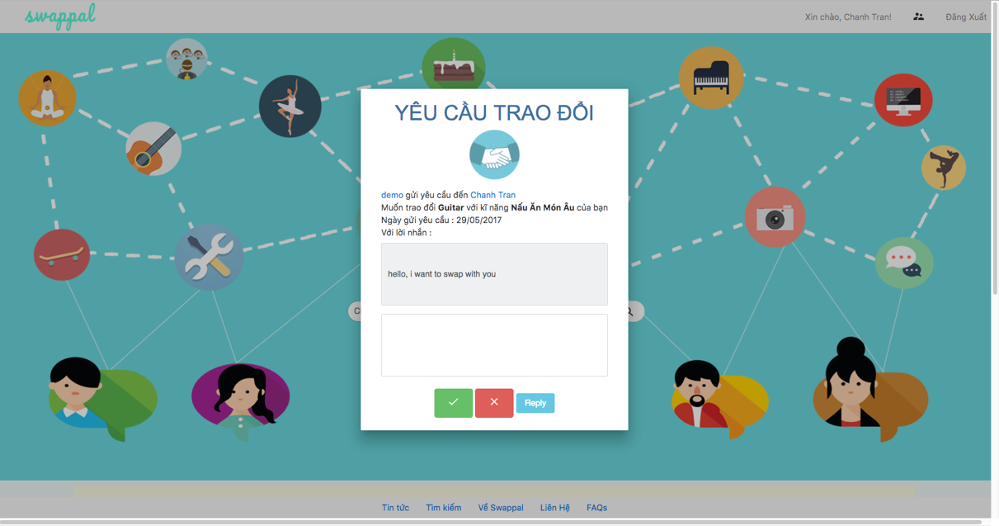 swappal
Xin chào, Chanh Tran!
Đăng Xuất
YÊU CẦU TRAO ĐỔI
demo gửi yêu cầu đến Chanh Tran
Muốn trao đổi Guitar với kĩ năng Nấu Ăn Món Âu của bạn
Ngày gửi yêu cầu : 29/05/2017
Với lời nhắn :
hello, i want to swap with you
Reply
Tin tức
Tìm kiếm
Về Swappal
Liên Hệ
FAQs